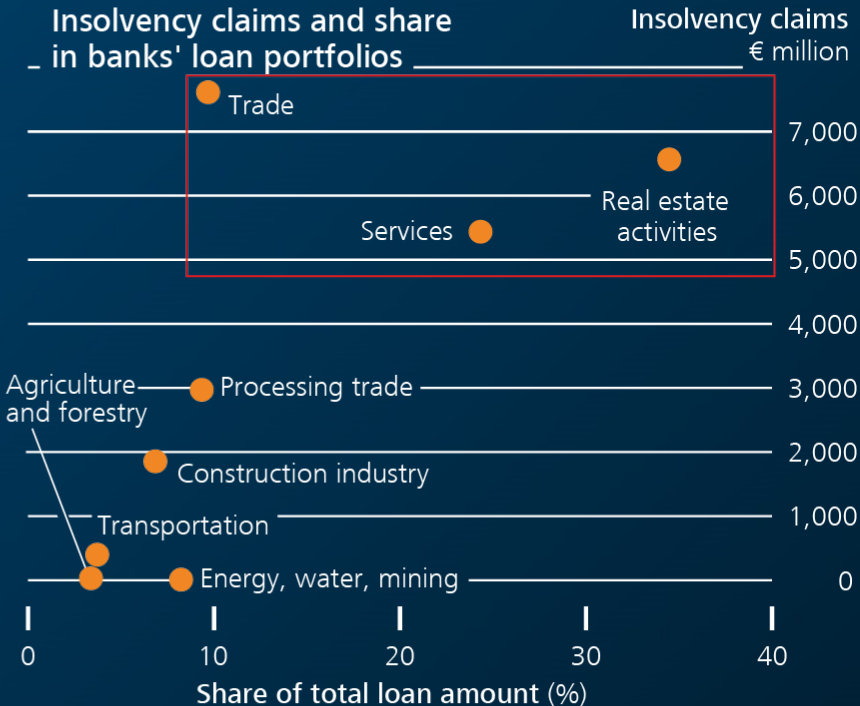 Insolvency claims and share
in banks' loan portfolios
Insolvency claims
€ million
Trade
7,000
6,000
Real estate
activities
Services
5,000
4,000
Agriculture
and forestry
Processing trade
3,000
2,000
Construction industry
1,000
Transportation
Energy, water, mining
0
0
10
20
30
40
Share of total loan amount (%)